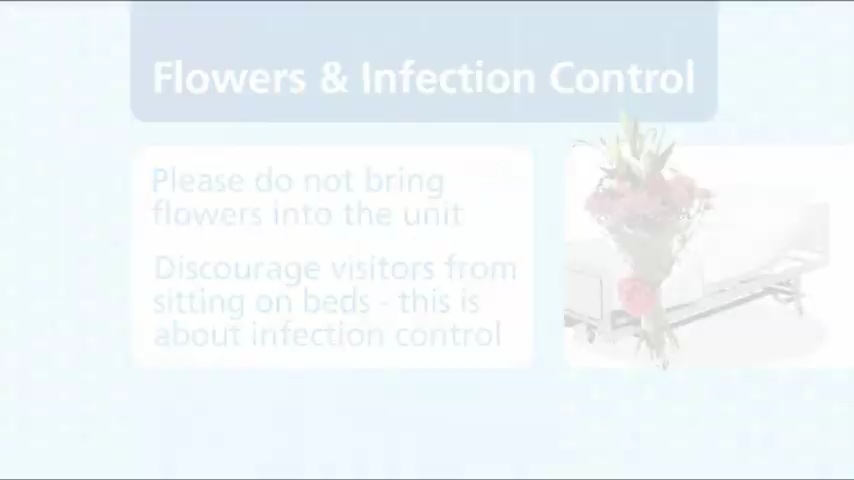 Flowers & Infection Control
Please do not bring
flowers into the unit
Discourage visitors from
sitting on beds - this is
about infection control